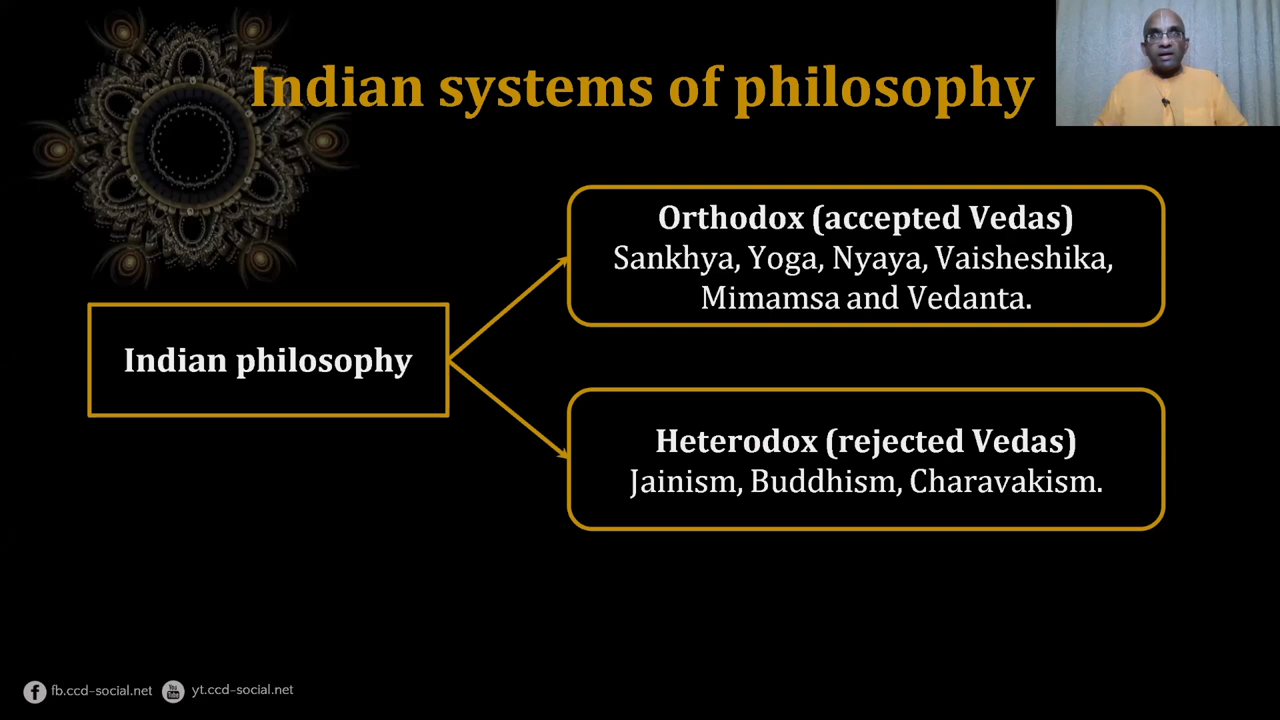 Indian systems of philosophy
Orthodox (accepted Vedas)
Sankhya, Yoga, Nyaya, Vaisheshika,
Mimamsa and Vedanta.
Indian philosophy
Heterodox (rejected Vedas)
Jainism, Buddhism, Charavakism.
fb.ccd-social.net yt.ccd-social.net